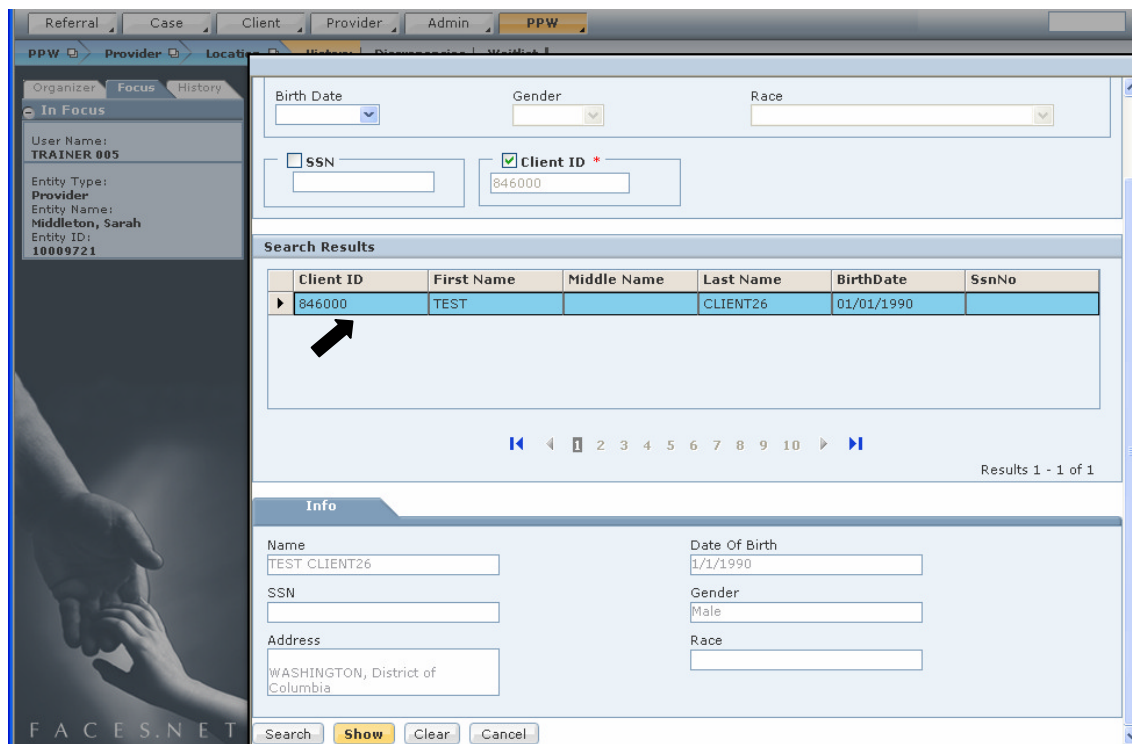 Referral Case Client Provider Admin PPW
PPW Provider Location History Discrepancies Waitlist
Organizer Focus History
In Focus
User Name:
TRAINER 005
Entity Type:
Provider
Entity Name:
Middleton, Sarah
Entity ID:
10009721
Birth Date Gender Race
SSN Client ID *
846000
Search Results
Client ID First Name Middle Name Last Name BirthDate SsnNo
846000 TEST CLIENT26 01/01/1990
1 2 3 4 5 6 7 8 9 10
Results 1 - 1 of 1
Info
Name Date Of Birth
TEST CLIENT26 1/1/1990
SSN Gender
Male
Address Race
WASHINGTON, District of
Columbia
FACES.NET
Search Show Clear Cancel